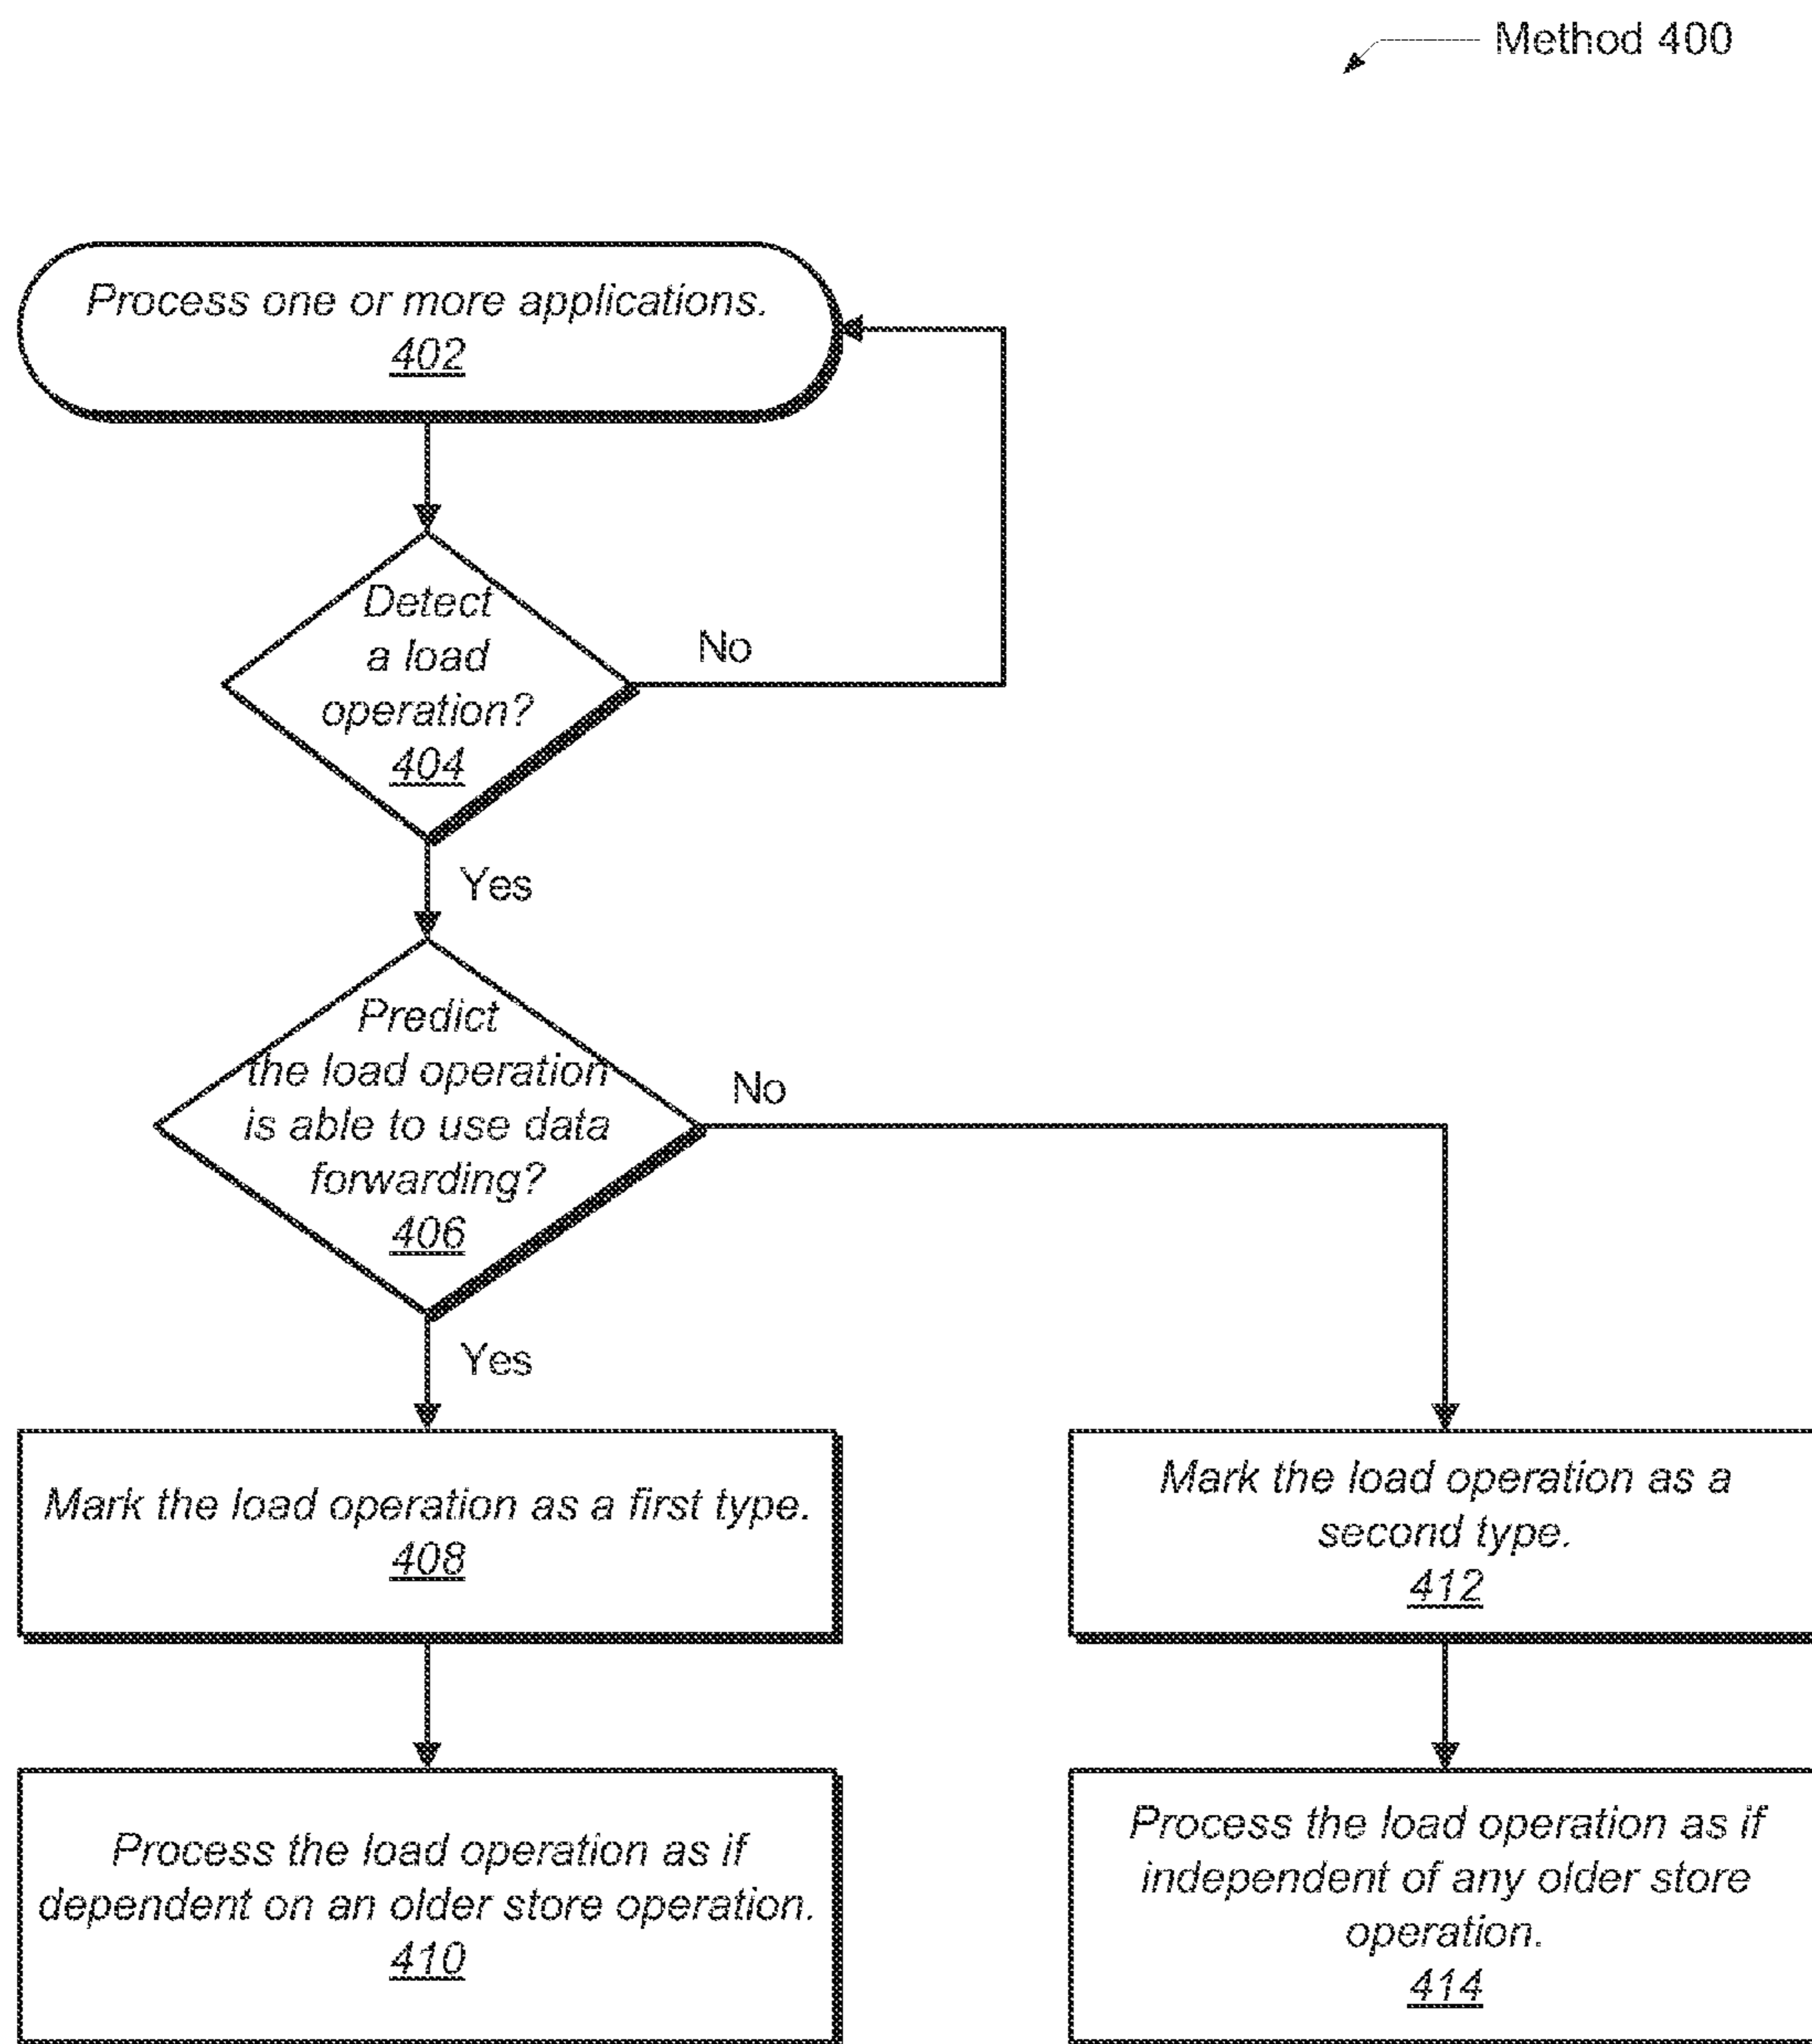 Method 400
Process one or more applications.
402
Detect
a load
operation?
404
No
Yes
Predict
the load operation
is able to use data
forwarding?
406
No
Yes
Mark the load operation as a first type.
408
Mark the load operation as a
second type.
412
Process the load operation as if
dependent on an older store operation.
410
Process the load operation as if
independent of any older store
operation.
414